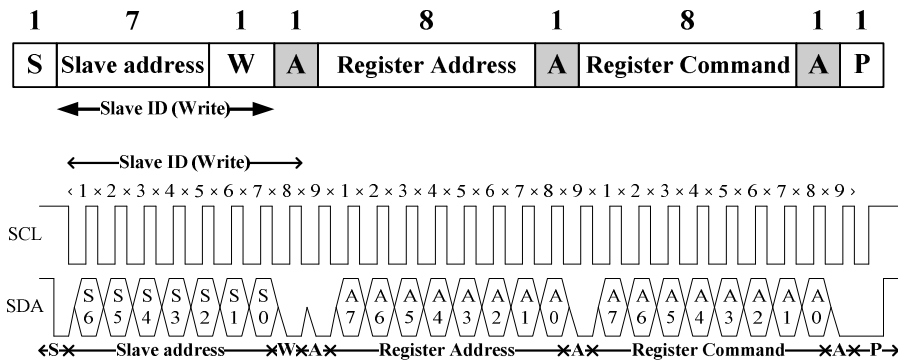 1 7 1 1 8 1 8 1 1
S Slave address W A Register Address A Register Command A P
Slave ID (Write)
Slave ID (Write)
‹ 1 × 2 × 3 × 4 × 5 × 6 × 7 × 8 × 9 × 1 × 2 × 3 × 4 × 5 × 6 × 7 × 8 × 9 × 1 × 2 × 3 × 4 × 5 × 6 × 7 × 8 × 9 ›
SCL
SDA
S6 S5 S4 S3 S2 S1 S0 A7 A6 A5 A4 A3 A2 A1 A0 A7 A6 A5 A4 A3 A2 A1 A0
S Slave address W A Register Address A Register Command A P